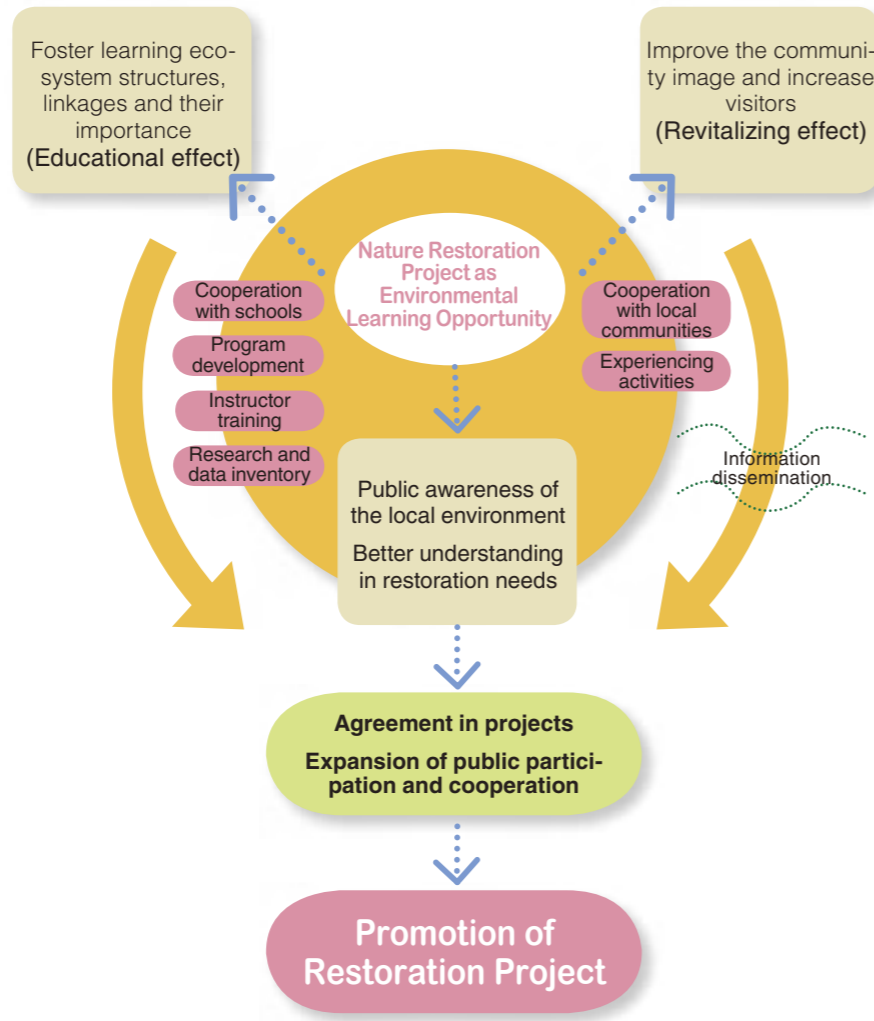 Foster learning eco-
system structures,
linkages and their
importance
(Educational effect)
Improve the communi-
ty image and increase
visitors
(Revitalizing effect)
Nature Restoration
Project as
Environmental
Learning Opportunity
Cooperation
with schools
Program
development
Instructor
training
Research and
data inventory
Cooperation
with local
communities
Experiencing
activities
Information
dissemination
Public awareness of
the local environment
Better understanding
in restoration needs
Agreement in projects
Expansion of public partici-
pation and cooperation
Promotion of
Restoration Project